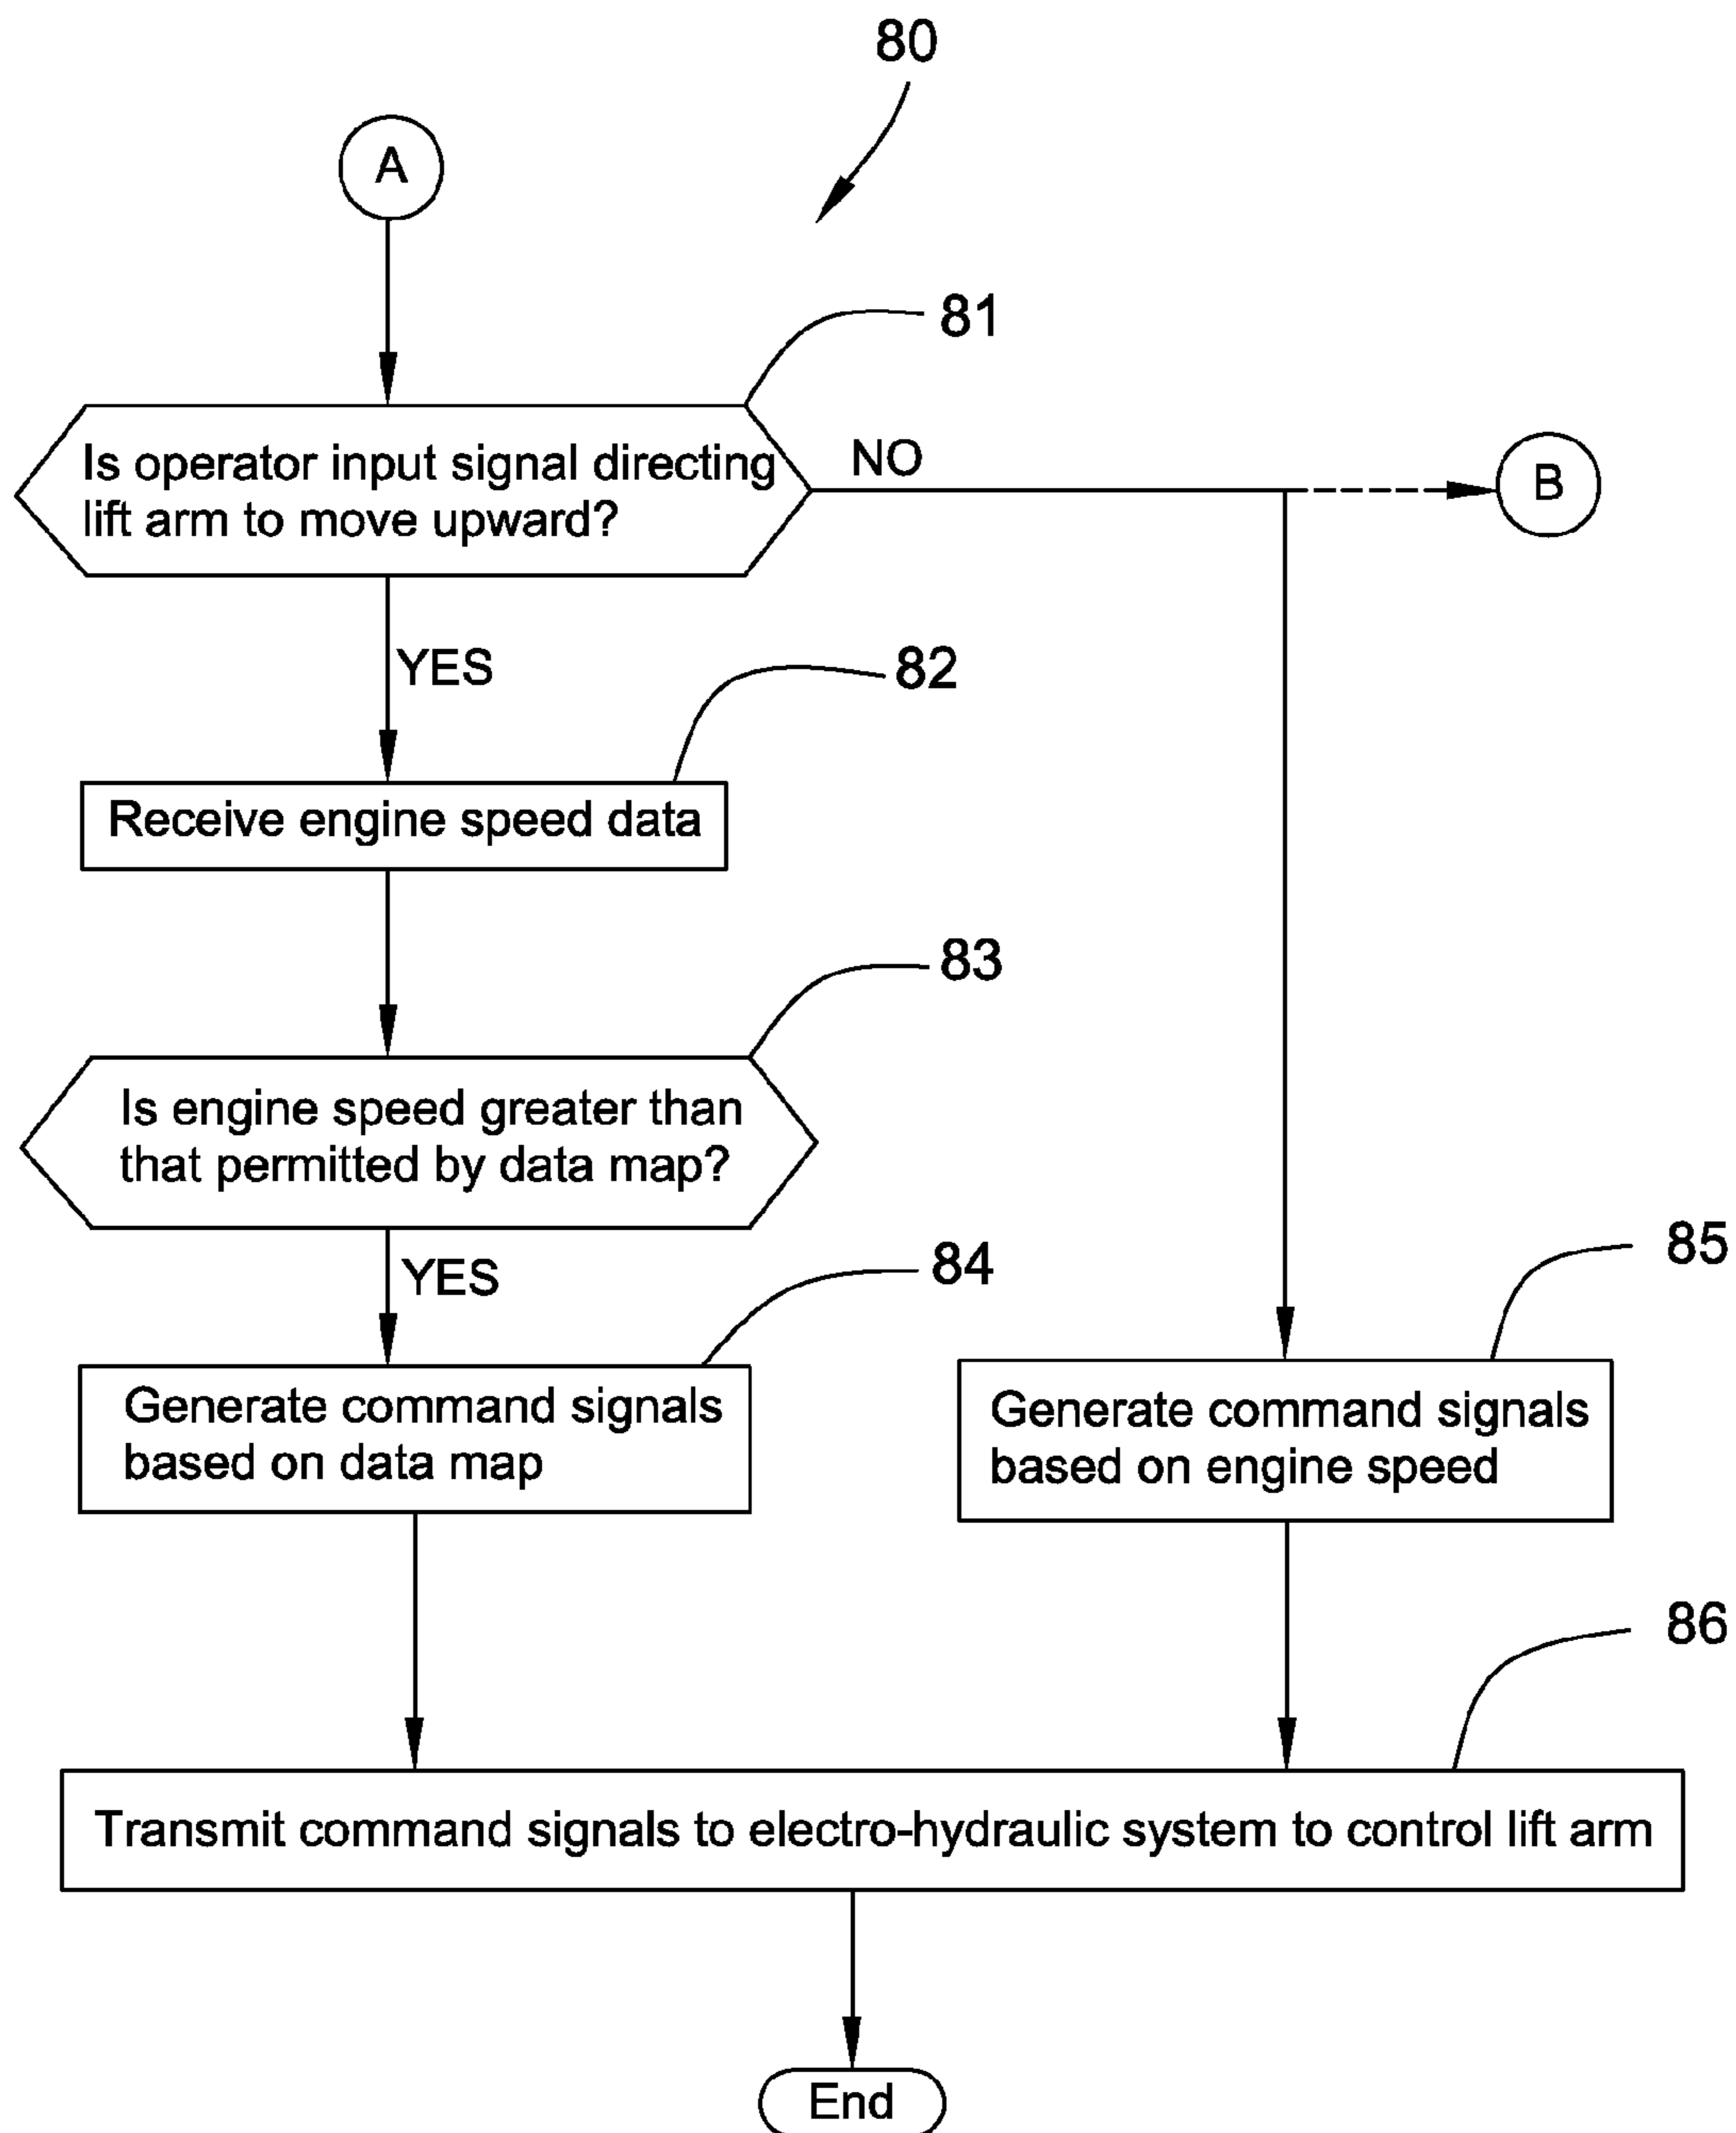 80
A
81
Is operator input signal directing
lift arm to move upward?
NO
B
YES
82
Receive engine speed data
83
Is engine speed greater than
that permitted by data map?
YES
84
85
Generate command signals
based on data map
Generate command signals
based on engine speed
86
Transmit command signals to electro-hydraulic system to control lift arm
End